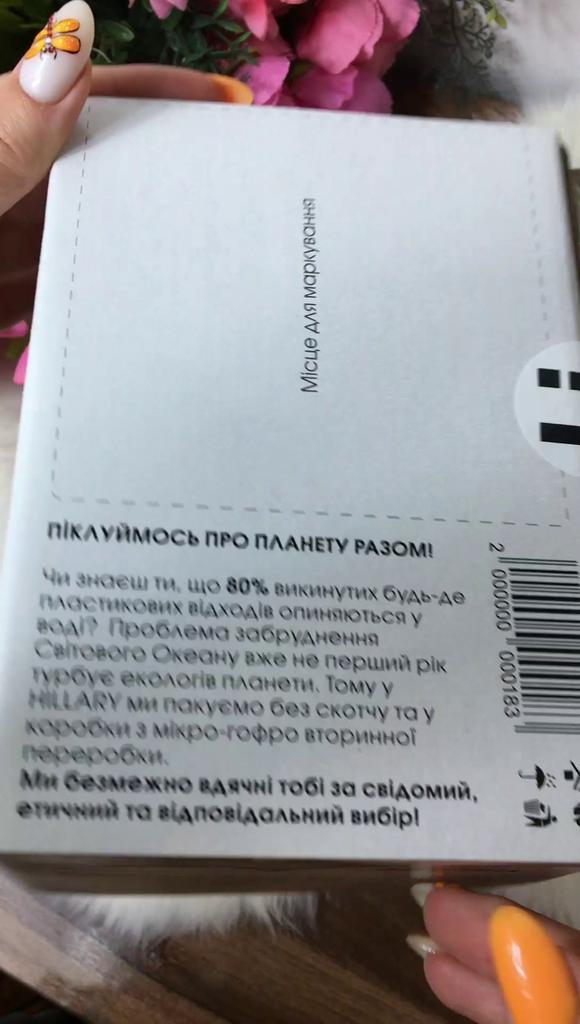 Місце для маркування
ПІКЛУЙМОСЬ ПРО ПЛАНЕТУ РАЗОМ!
Чи знаєш ти, що 80% викинутих будь-де
пластикових відходів опиняються у
воді? Проблема забруднення
Світового Океану вже не перший рік
турбує екологів планети. Тому у
HILLARY ми пакуємо без скотчу та у
коробки з мікро-гофро вторинної
переробки.
Ми безмежно вдячні тобі за свідомий,
етичний та відповідальний вибір!
2 000000 000183